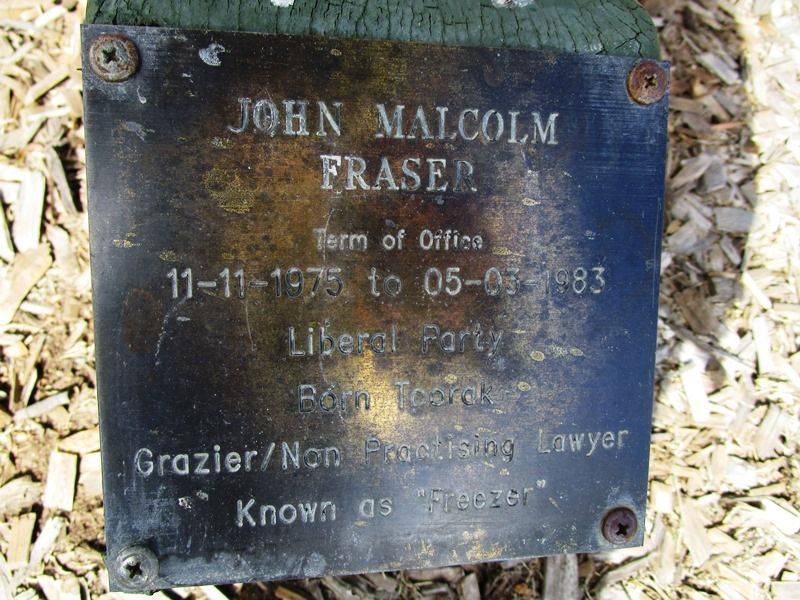 JOHN MALCOLM
FRASER
Term of Office
11-11-1975 to 05-03-1983
Liberal Party
Born Toorak
Grazier/Non Practising Lawyer
Known as "Freezer"